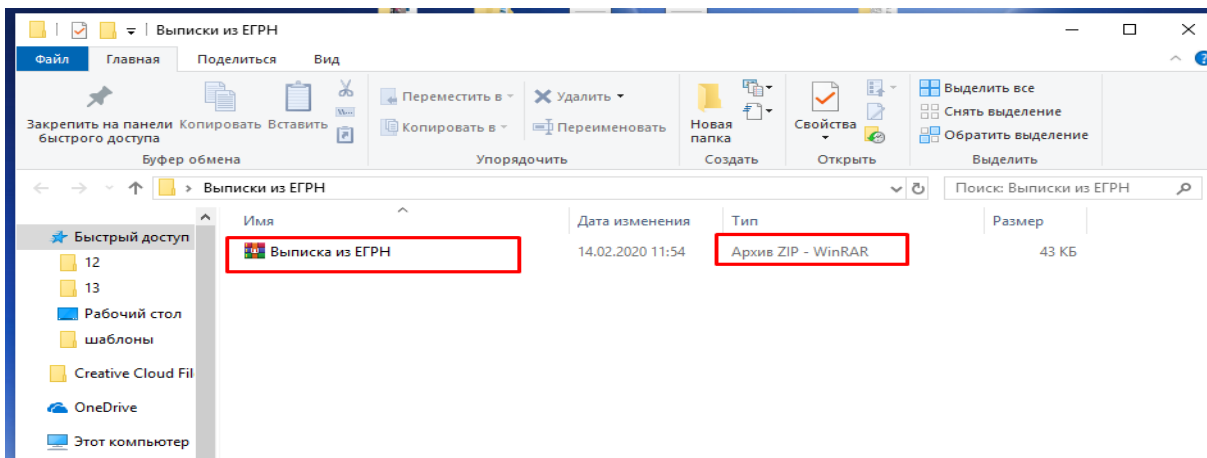 Выписки из ЕГРН
Файл Главная Поделиться Вид
Закрепить на панели быстрого доступа
Копировать
Вставить
Переместить в
Копировать в
Удалить
Переименовать
Новая папка
Свойства
Выделить все
Снять выделение
Обратить выделение
Буфер обмена Упорядочить Создать Открыть Выделить
Выписки из ЕГРН Поиск: Выписки из ЕГРН
Имя Дата изменения Тип Размер
Выписка из ЕГРН 14.02.2020 11:54 Архив ZIP - WinRAR 43 КБ
Быстрый доступ
12
13
Рабочий стол
шаблоны
Creative Cloud Fil
OneDrive
Этот компьютер